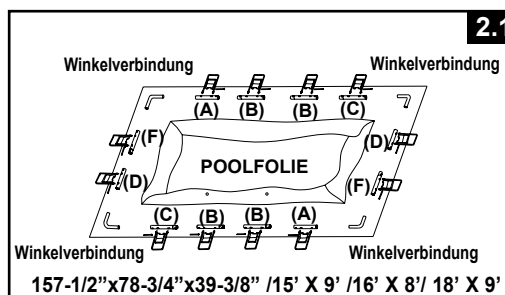 2.1
Winkelverbindung Winkelverbindung
(A) (B) (B) (C)
(F) (D)
POOLFOLIE
(D) (F)
(C) (B) (B) (A)
Winkelverbindung Winkelverbindung
157-1/2”x78-3/4”x39-3/8” /15’ X 9’ /16’ X 8’/ 18’ X 9’